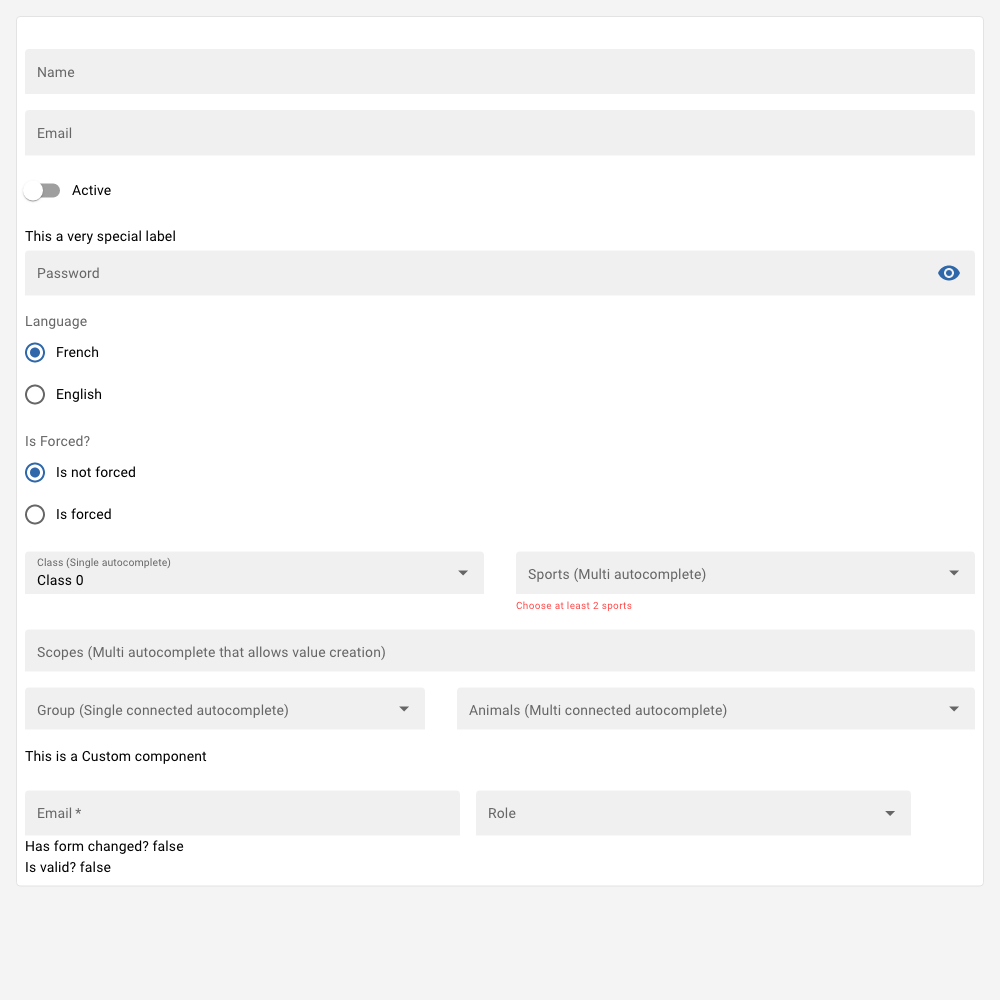 Name
Email
Active
This a very special label
Password
Language
French
English
Is Forced?
Is not forced
Is forced
Class (Single autocomplete)
Class 0
Sports (Multi autocomplete)
Choose at least 2 sports
Scopes (Multi autocomplete that allows value creation)
Group (Single connected autocomplete)
Animals (Multi connected autocomplete)
This is a Custom component
Email *
Role
Has form changed? false
Is valid? false